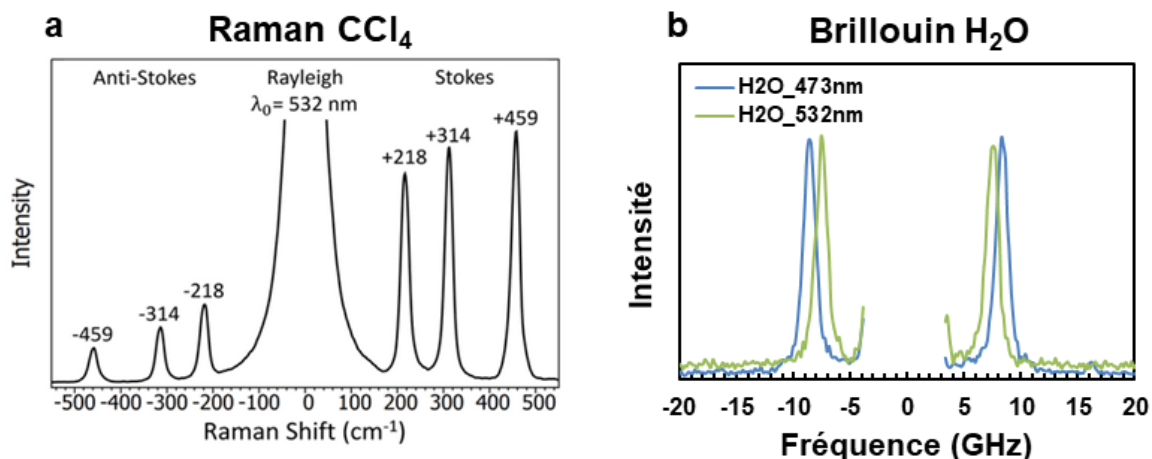 a
Raman CCl4
Anti-Stokes
Rayleigh
Stokes
λ0 = 532 nm
-459
-314
-218
+218
+314
+459
Intensity
-500 -400 -300 -200 -100 0 100 200 300 400 500
Raman Shift (cm-1)
b
Brillouin H2O
H2O_473nm
H2O_532nm
Intensité
-20 -15 -10 -5 0 5 10 15 20
Fréquence (GHz)